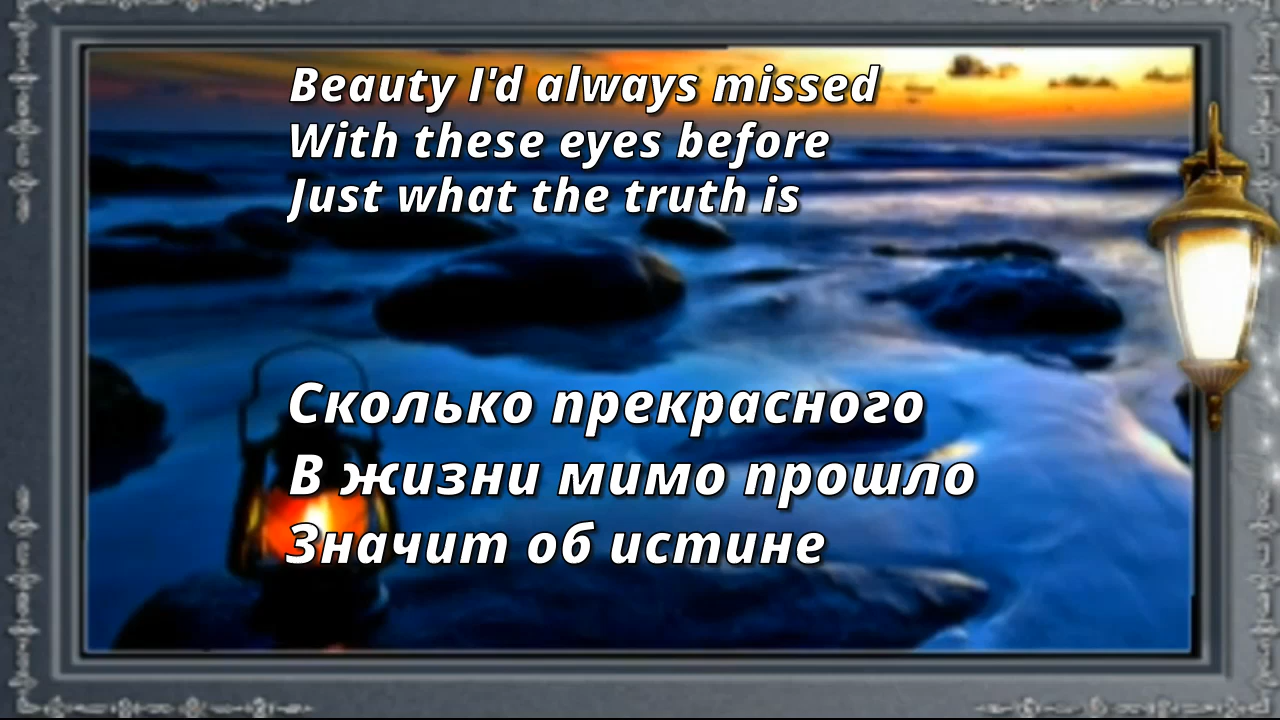 Beauty I'd always missed
With these eyes before
Just what the truth is
Сколько прекрасного
В жизни мимо прошло
Значит об истине